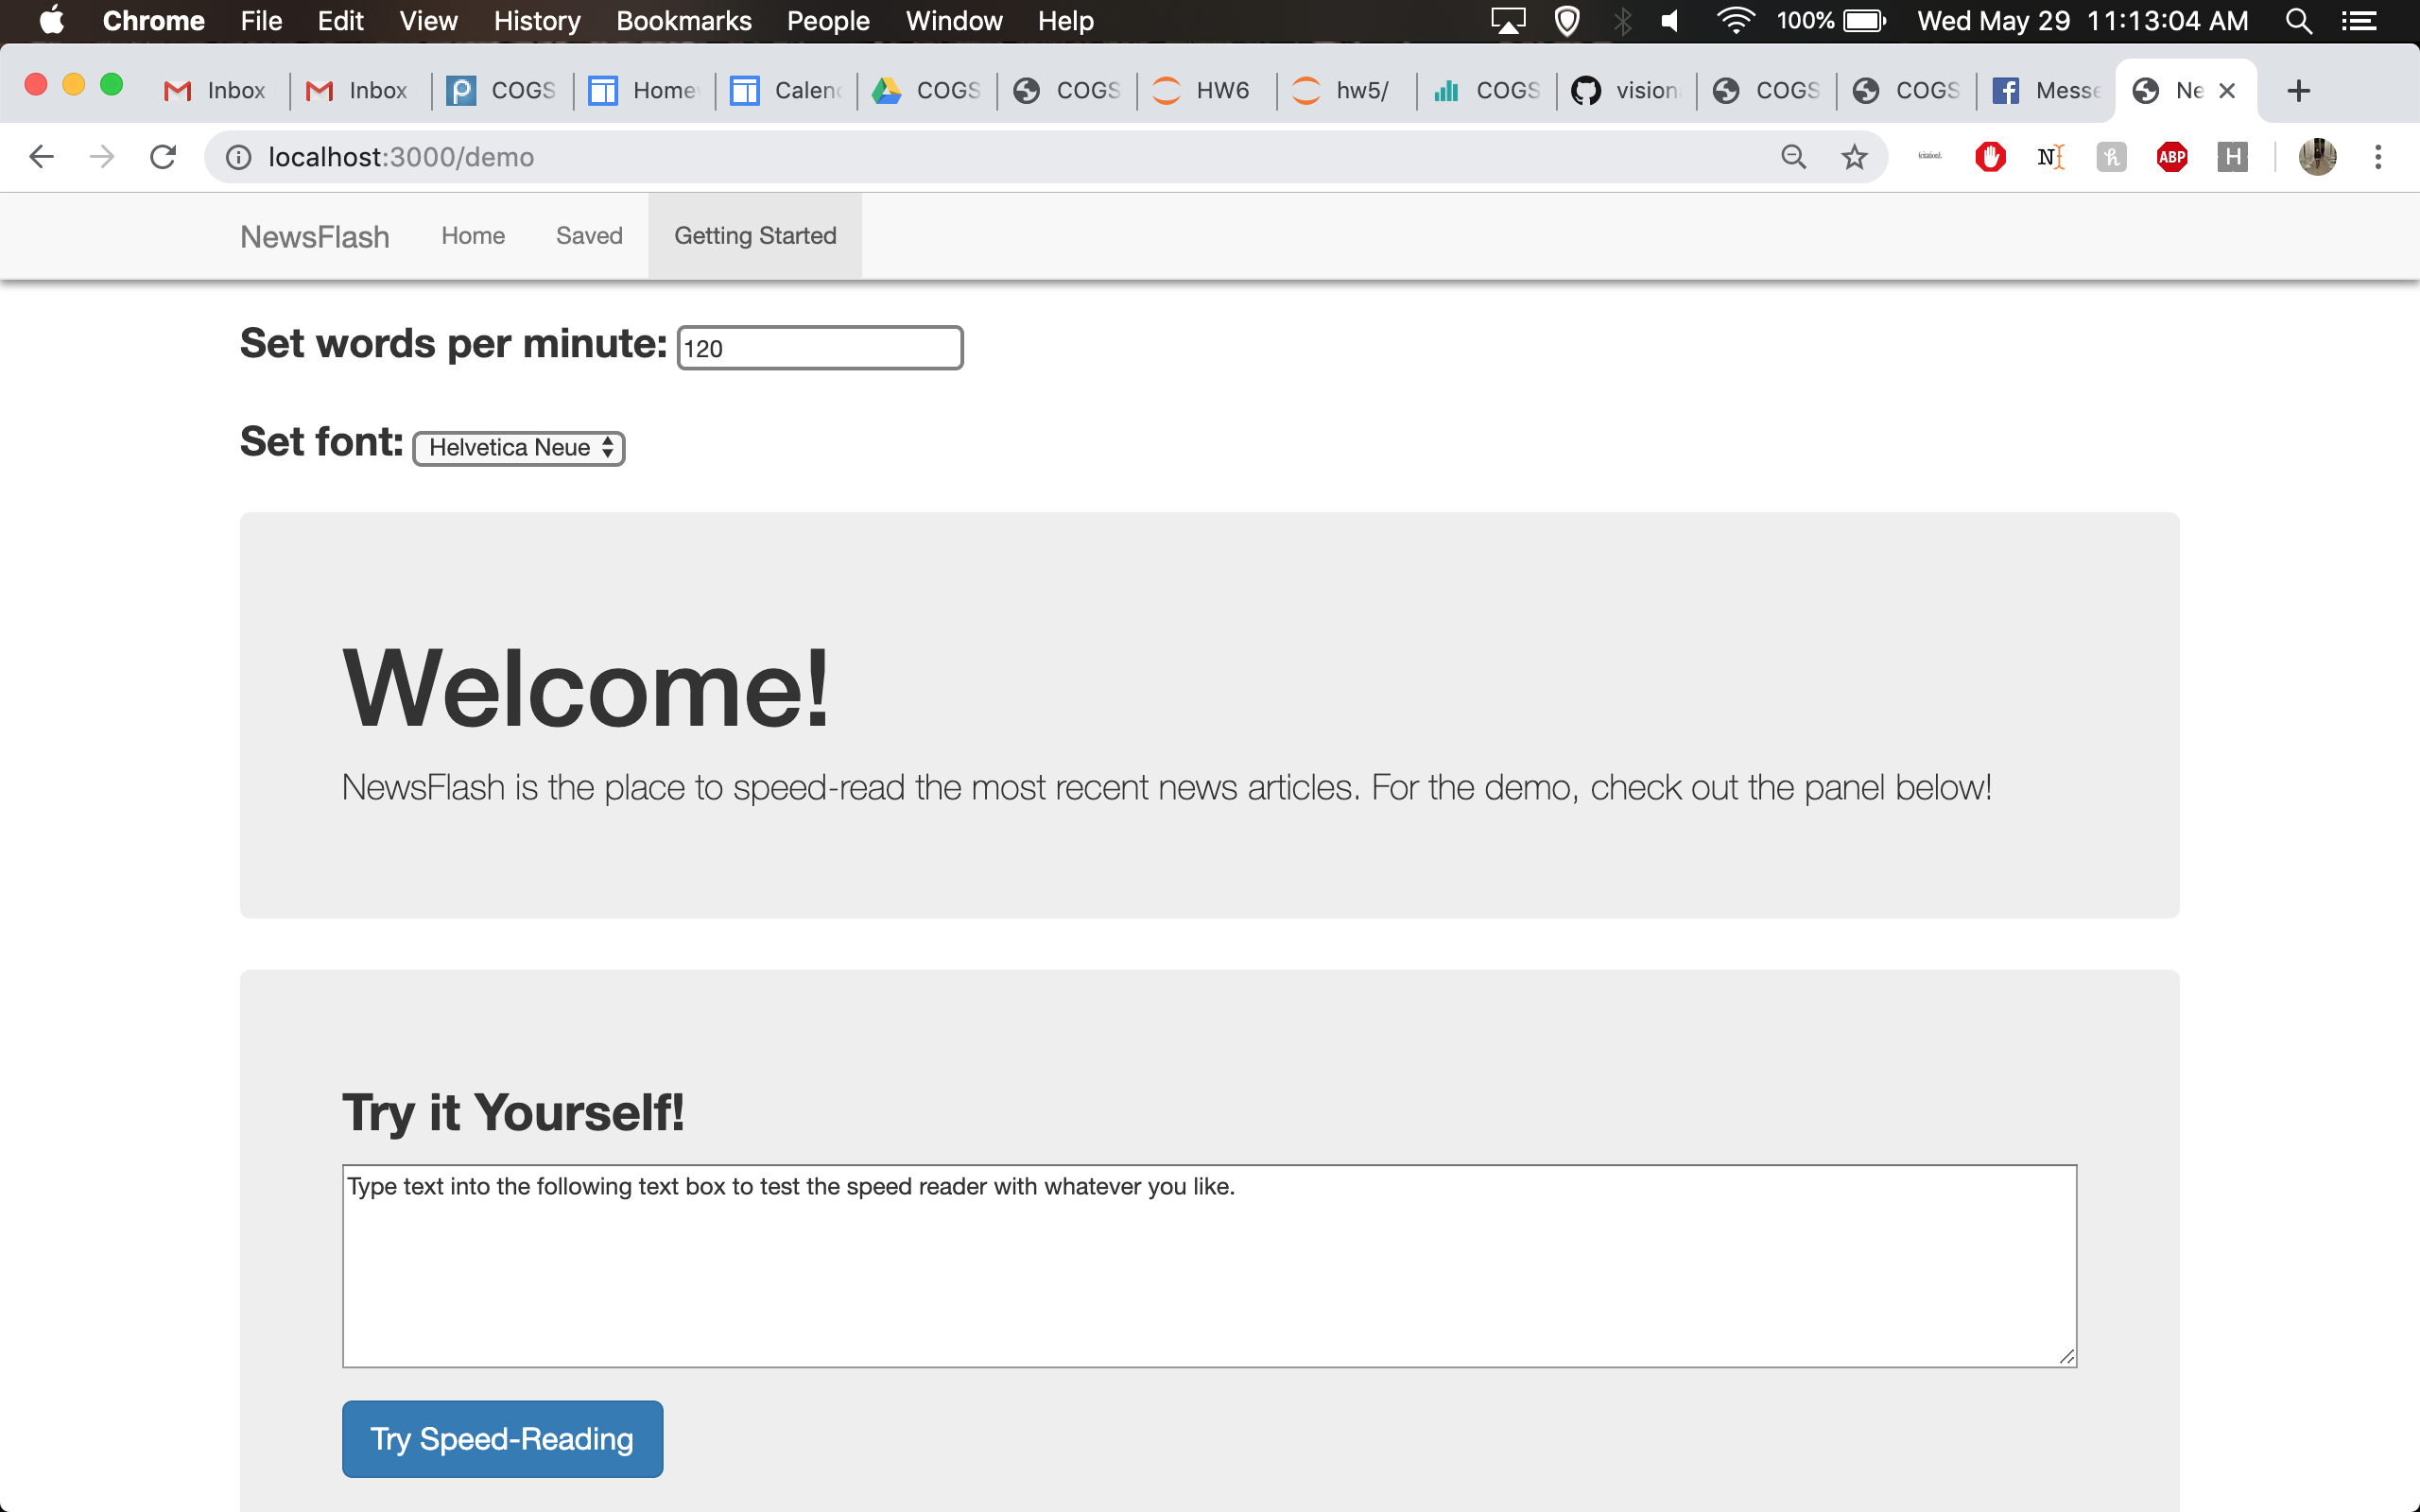 Chrome File Edit View History Bookmarks People Window Help 100% Wed May 29 11:13:04 AM
Inbox Inbox COGS Home Calen COGS COGS HW6 hw5/ COGS vision COGS COGS Messe Ne
localhost:3000/demo ABP H
NewsFlash Home Saved Getting Started
Set words per minute: 120
Set font: Helvetica Neue
Welcome!
NewsFlash is the place to speed-read the most recent news articles. For the demo, check out the panel below!
Try it Yourself!
Type text into the following text box to test the speed reader with whatever you like.
Try Speed-Reading